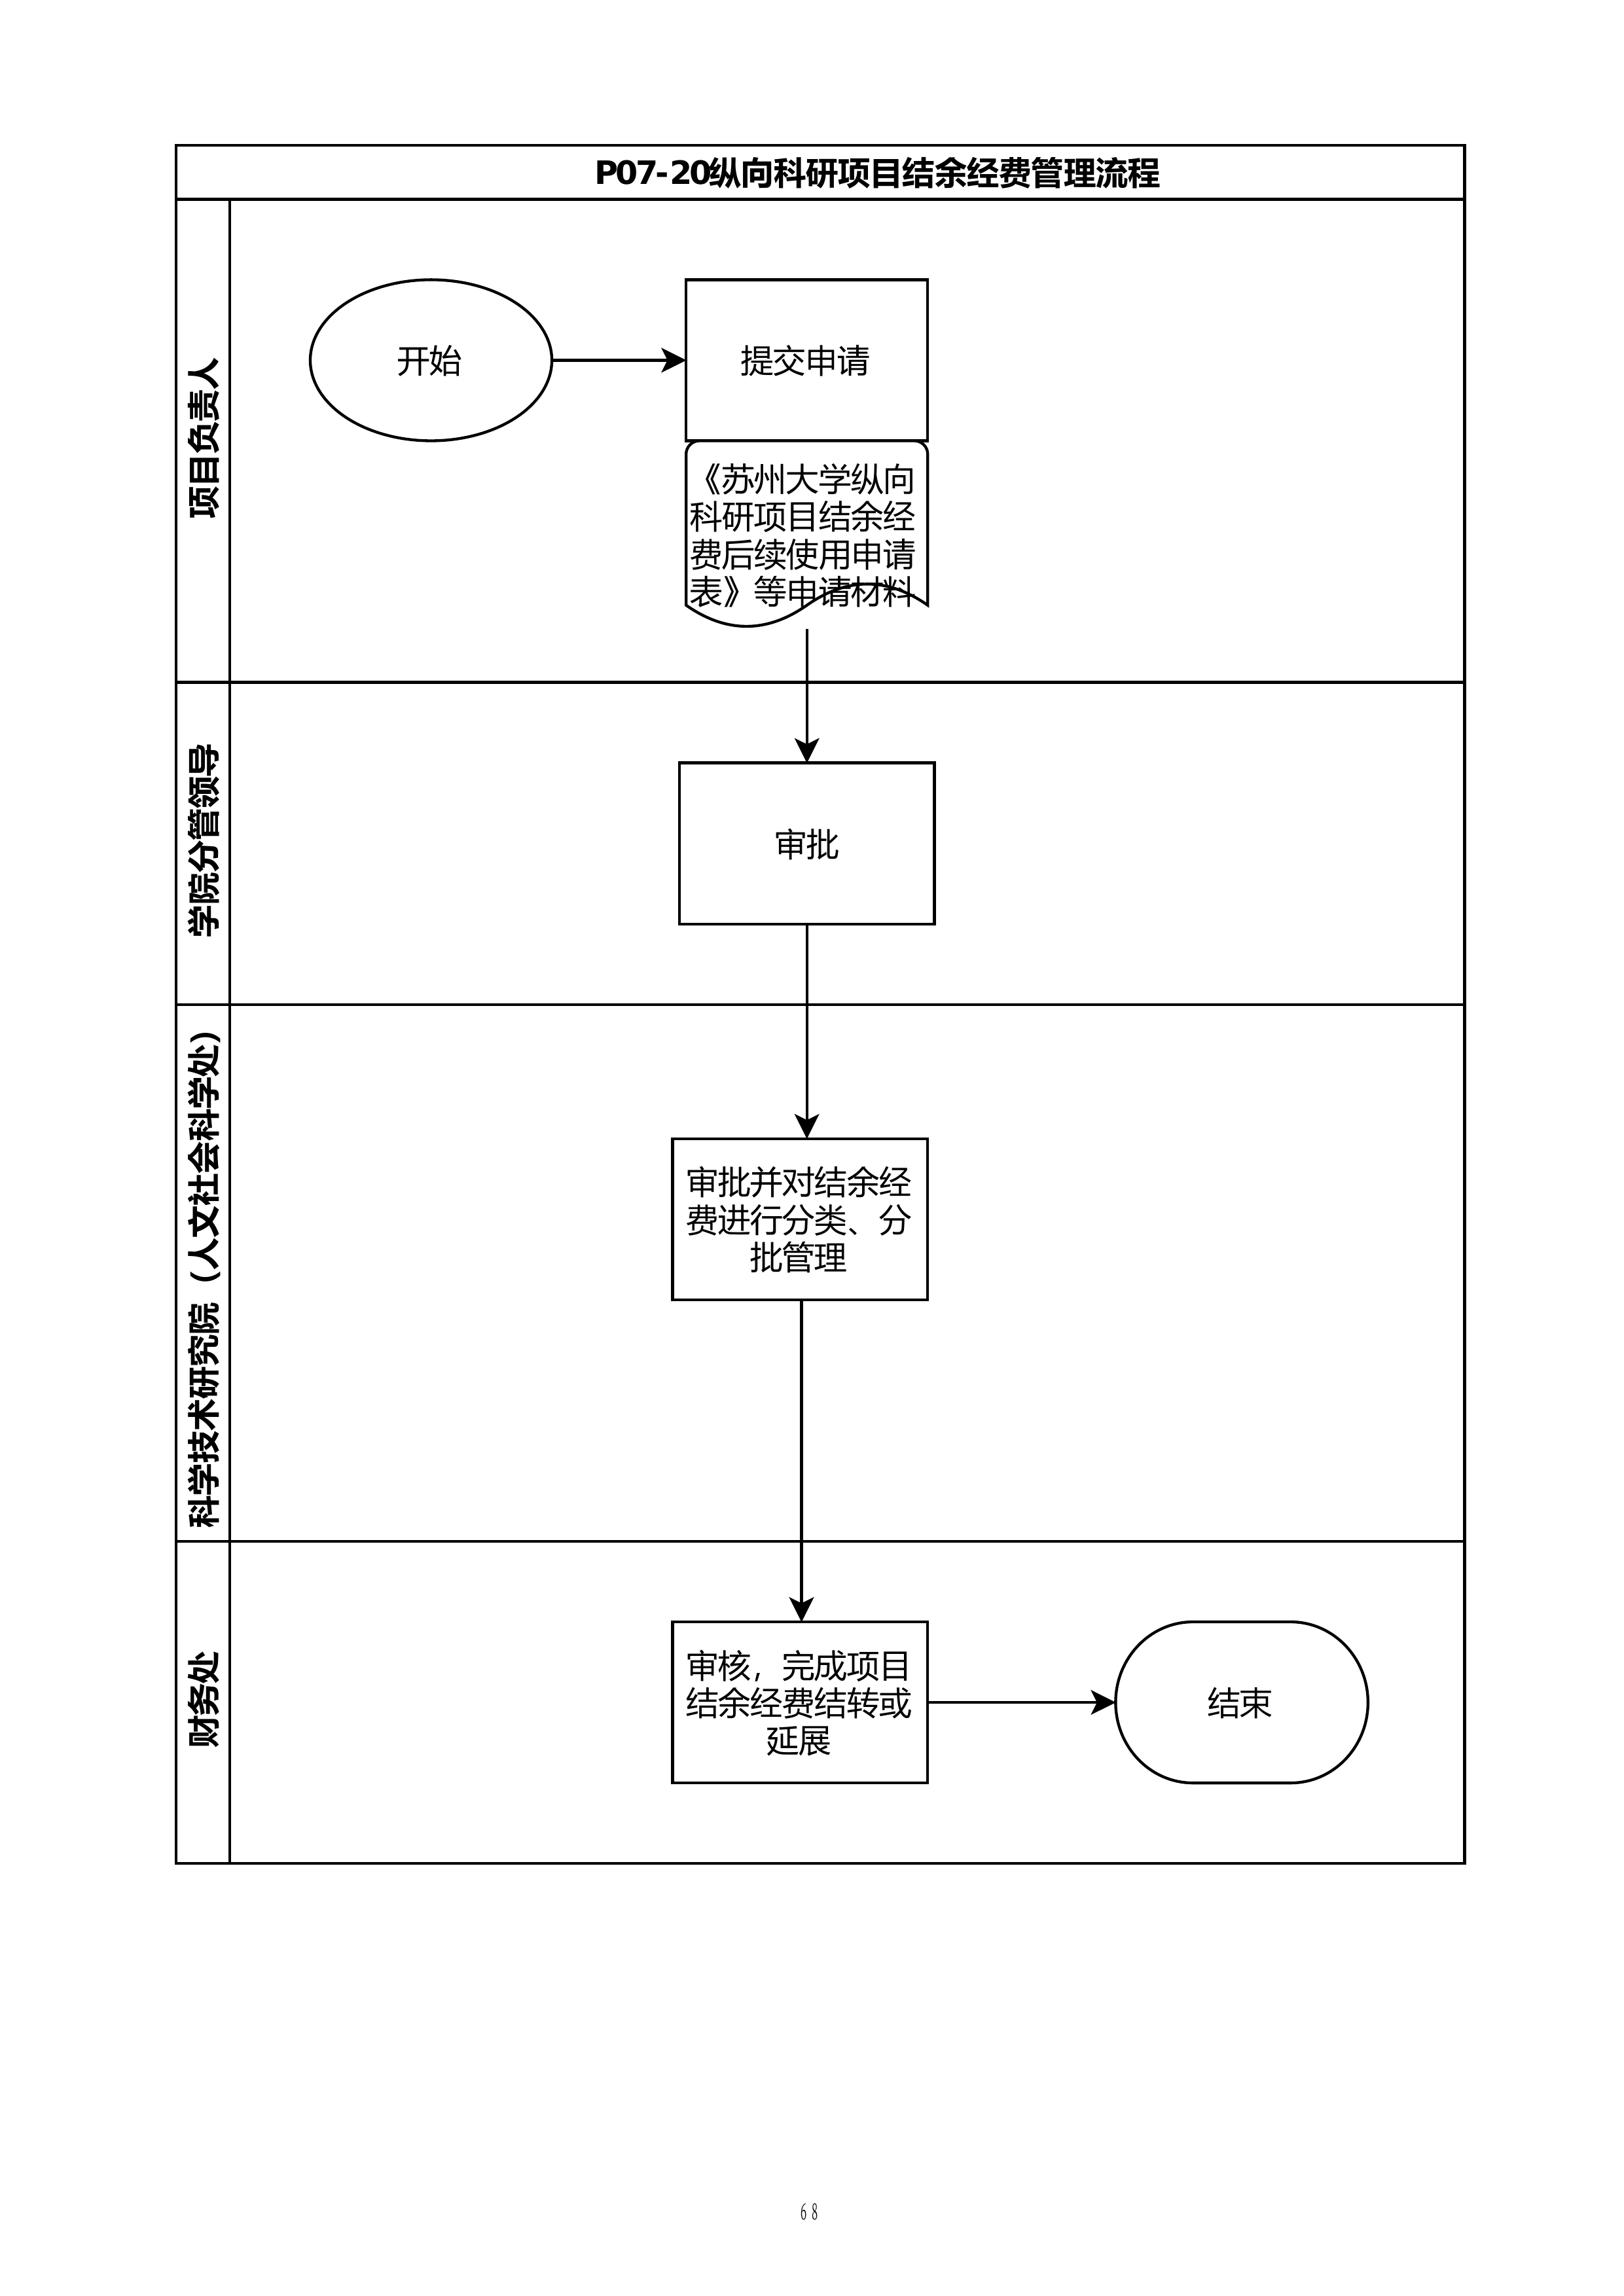 P07-20纵向科研项目结余经费管理流程
项目负责人
开始
提交申请
《苏州大学纵向
科研项目结余经
费后续使用申请
表》等申请材料
学院分管领导
审批
科学技术研究院（人文社会科学处）
审批并对结余经
费进行分类、分
批管理
财务处
审核，完成项目
结余经费结转或
延展
结束
68